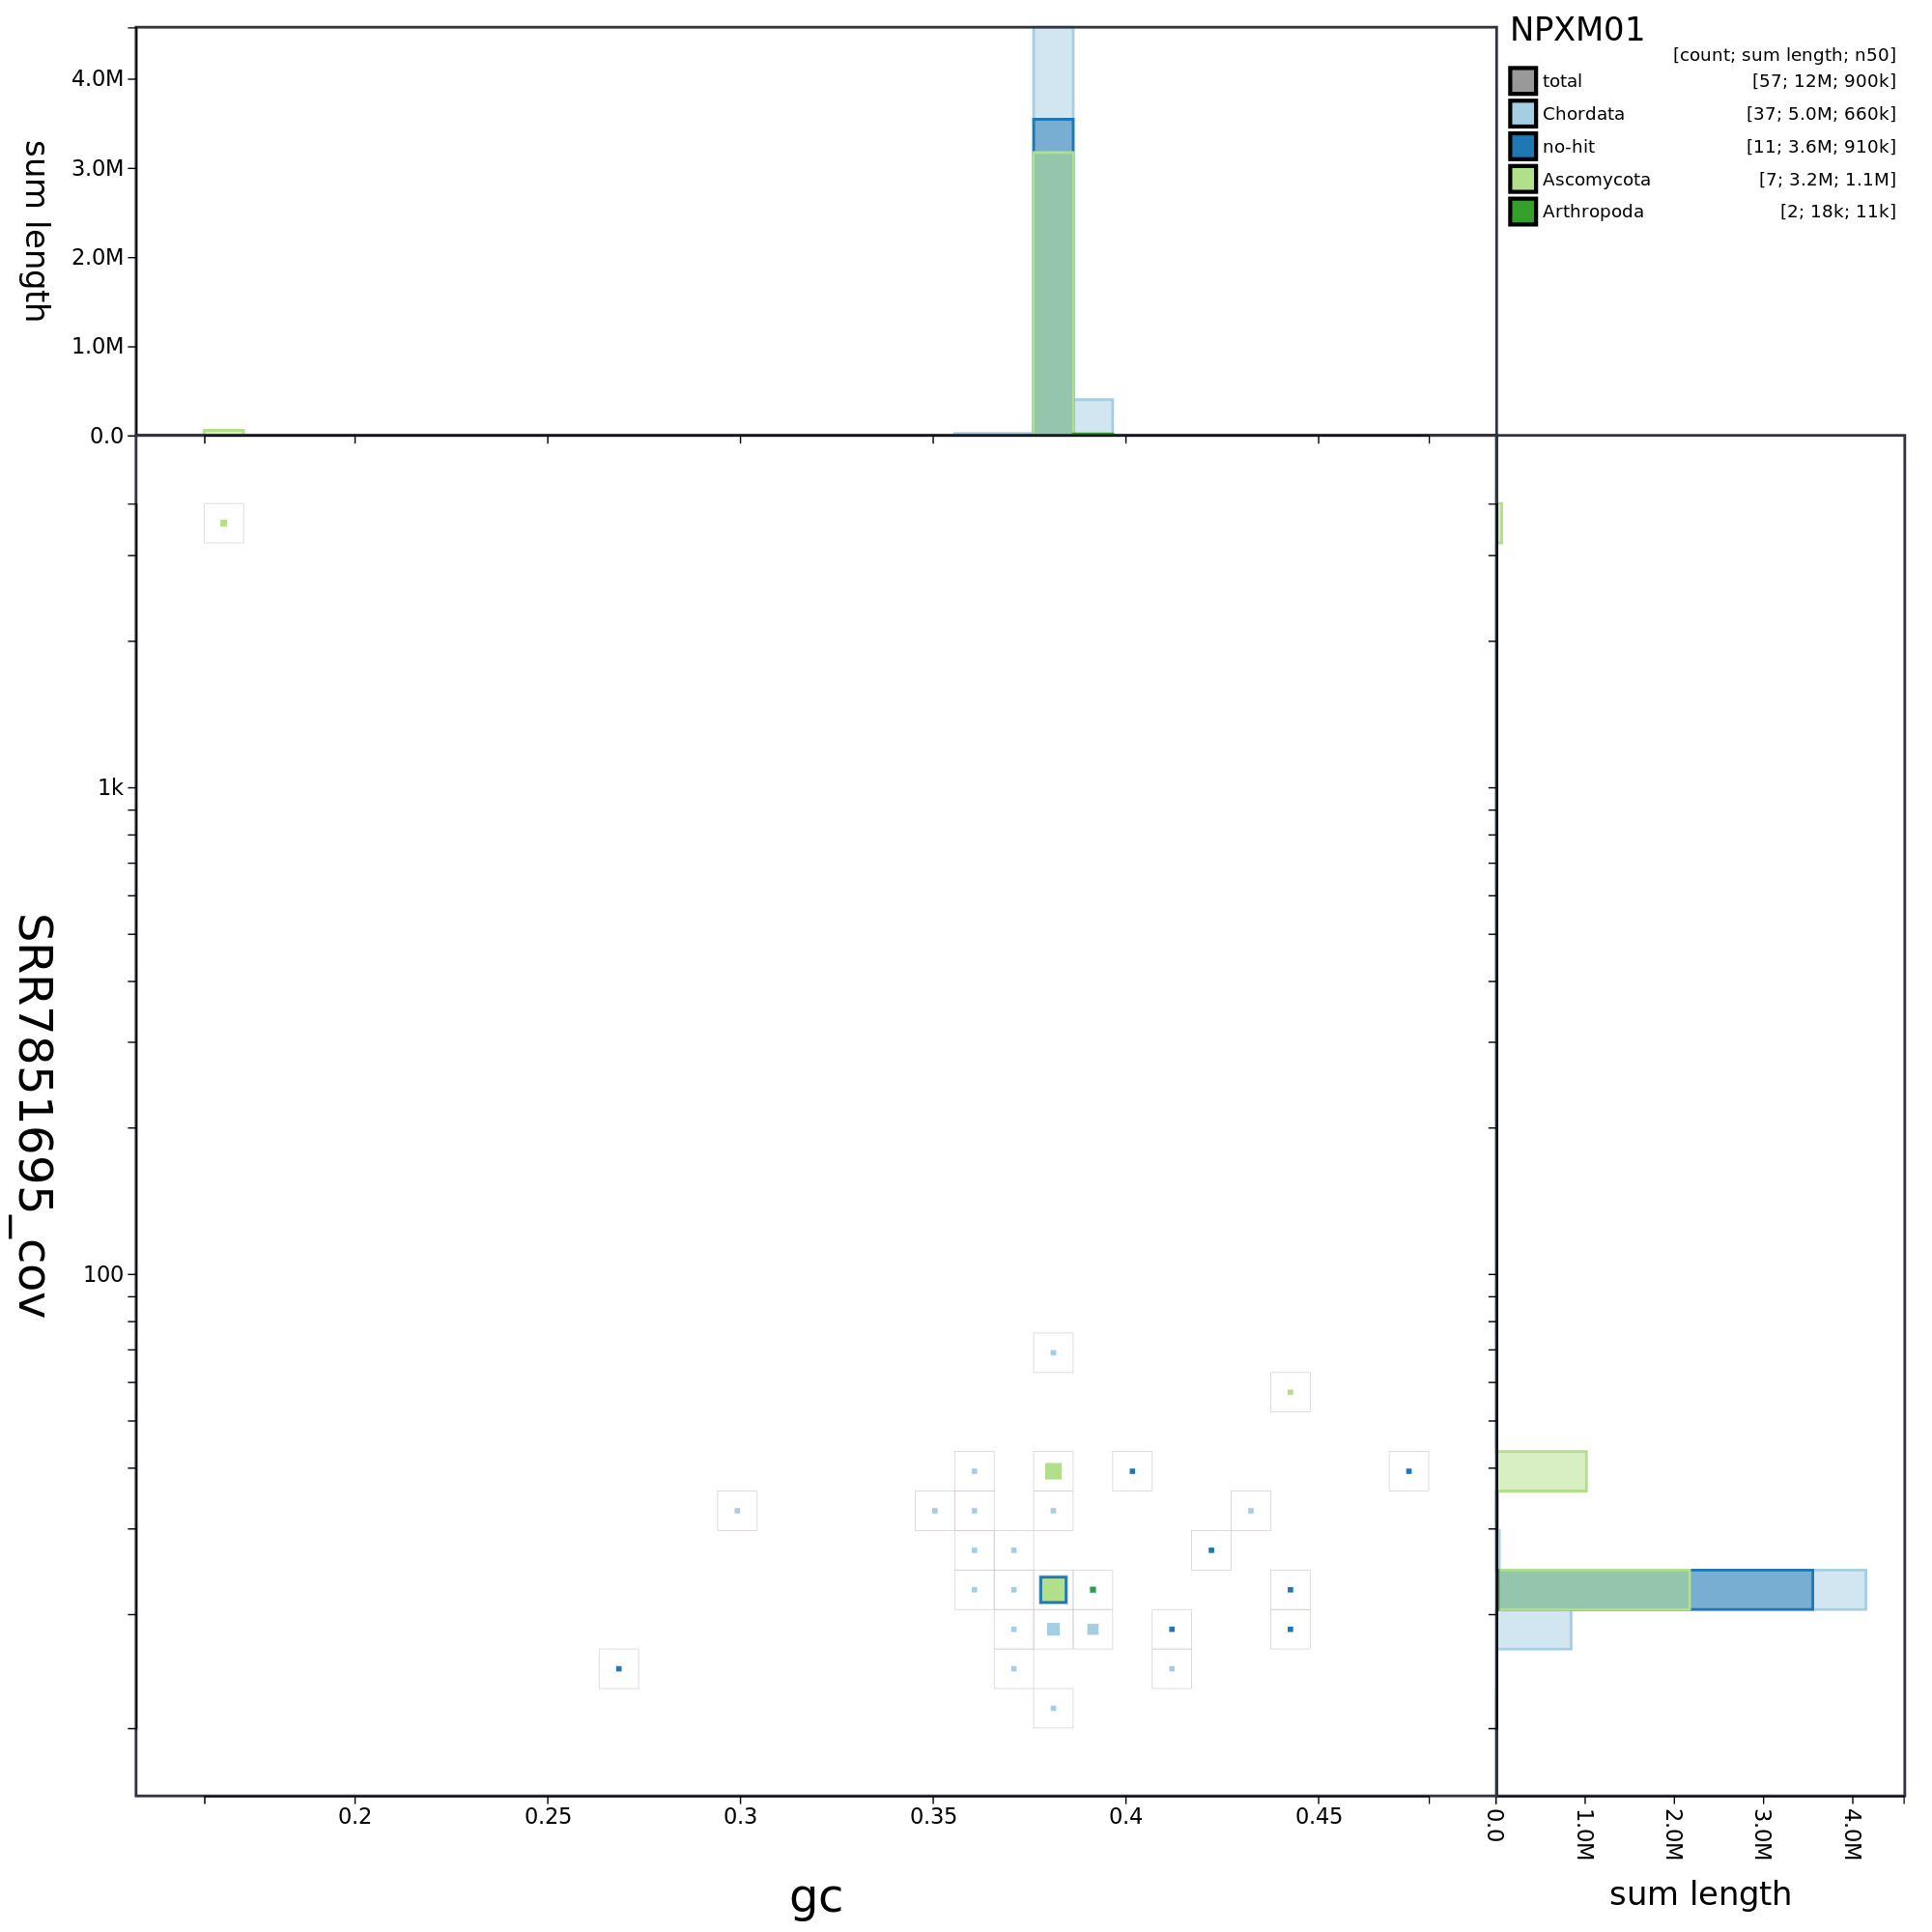 NPXM01
[count; sum length; n50]
total [57; 12M; 900k]
Chordata [37; 5.0M; 660k]
no-hit [11; 3.6M; 910k]
Ascomycota [7; 3.2M; 1.1M]
Arthropoda [2; 18k; 11k]
sum length
4.0M
3.0M
2.0M
1.0M
0.0
SRR7851695_cov
1k
100
0.2 0.25 0.3 0.35 0.4 0.45
gc
0.0 1.0M 2.0M 3.0M 4.0M
sum length